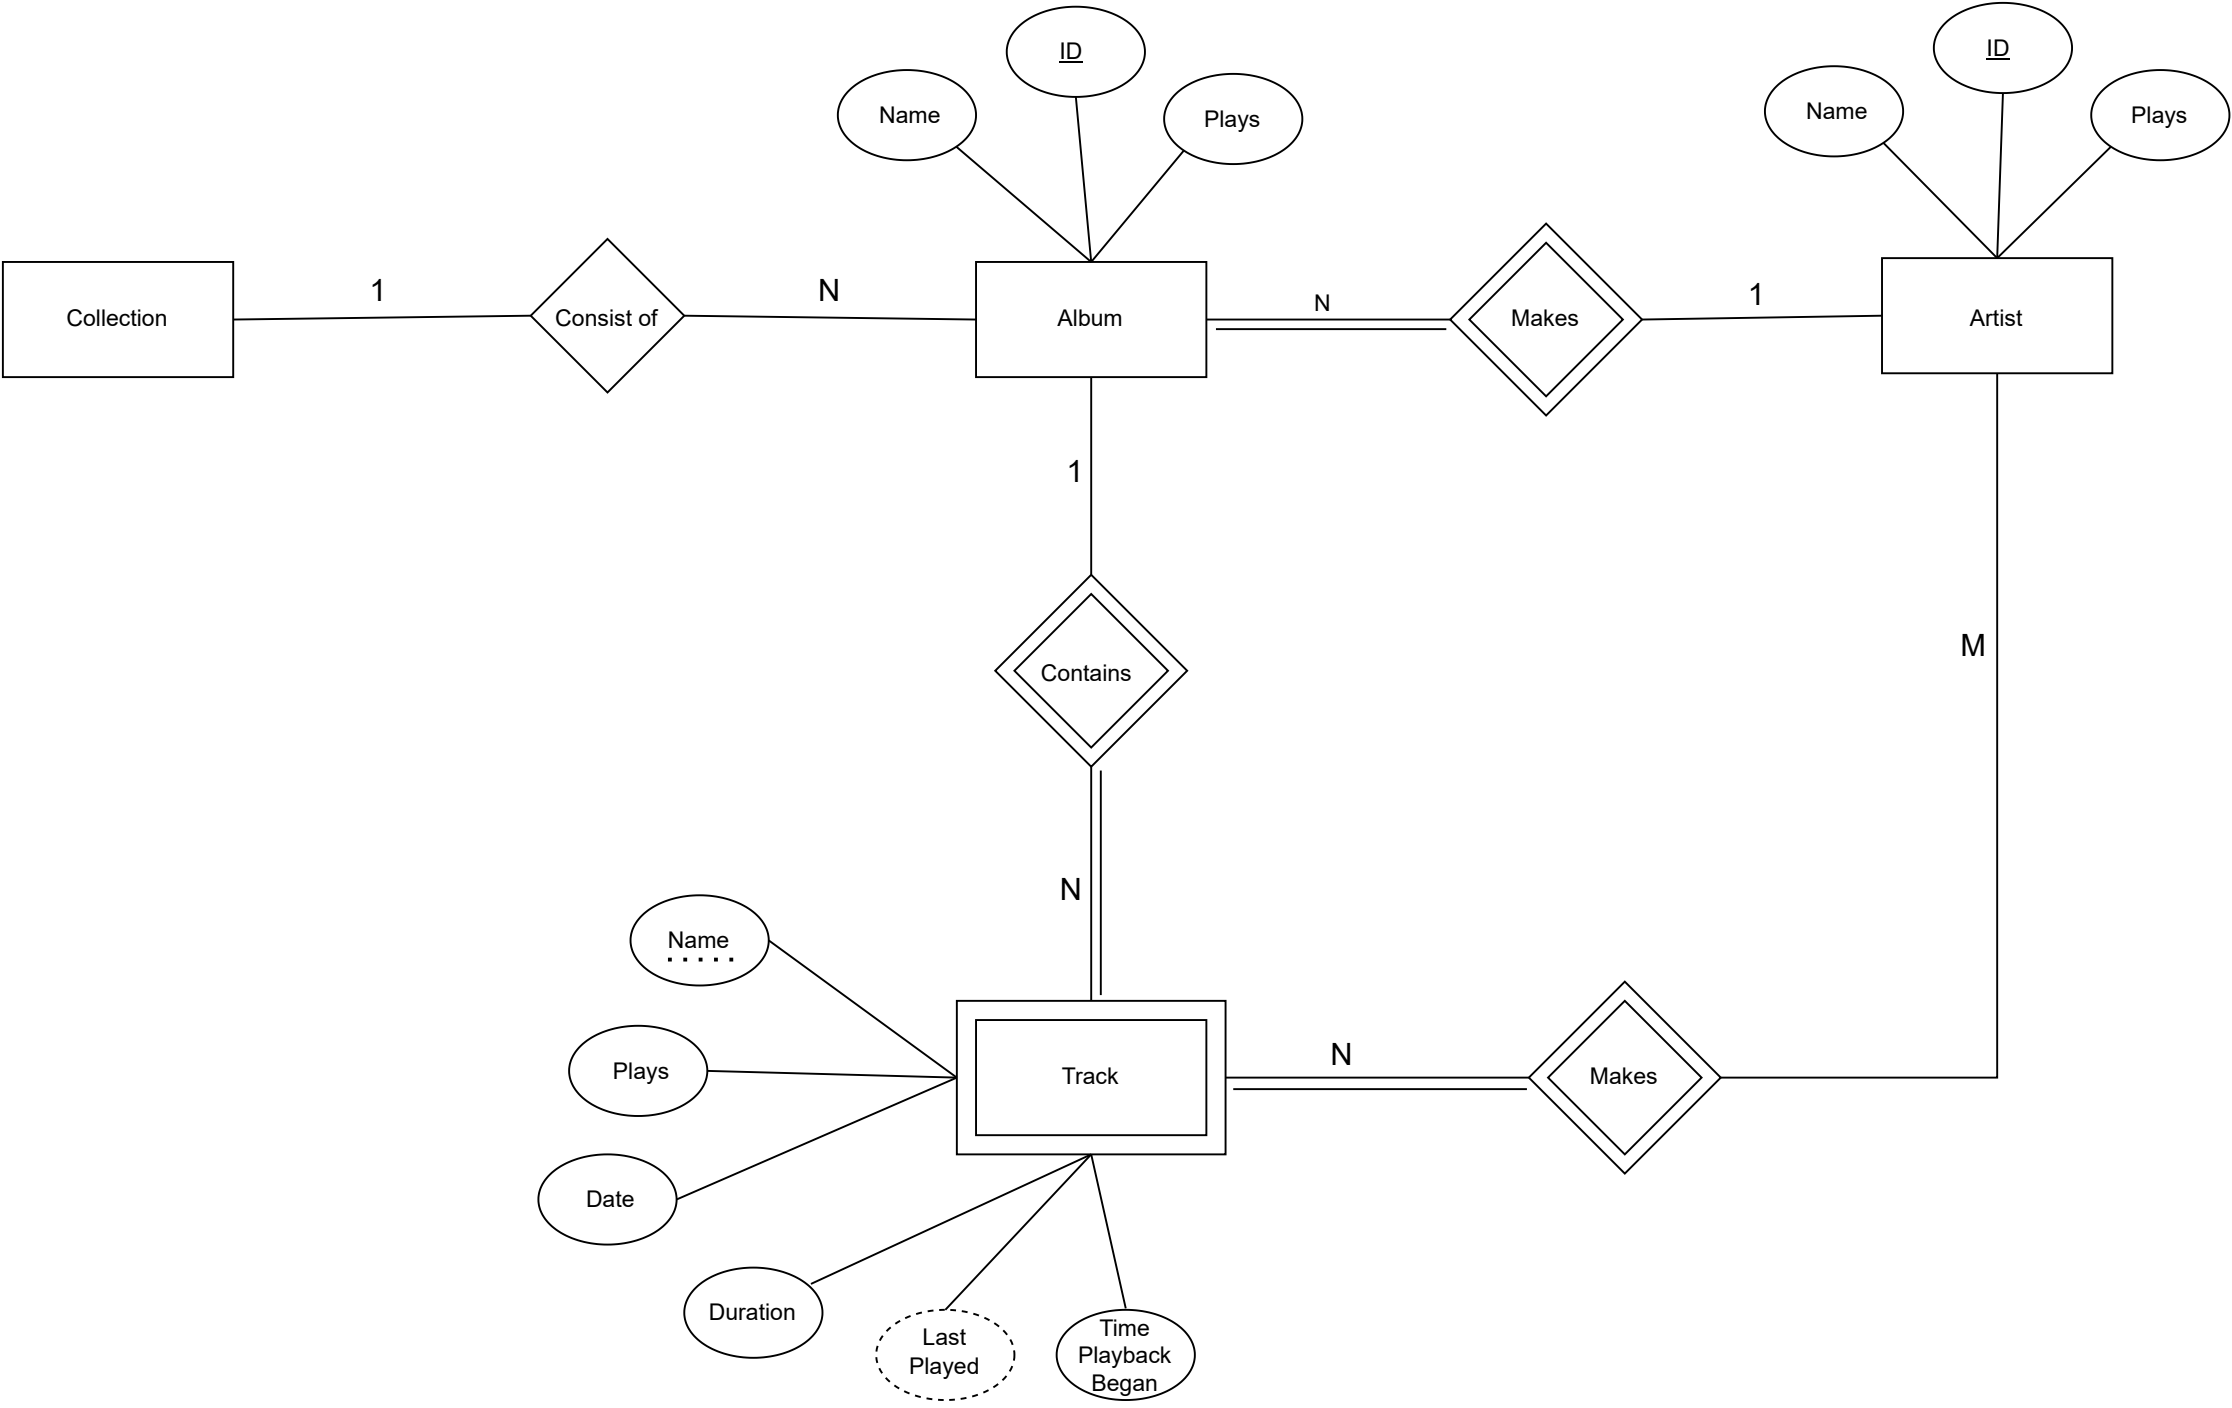 ID
ID
Name
Plays
Name
Plays
1
N
N
1
Collection
Consist of
Album
Makes
Artist
1
M
Contains
N
Name
N
Plays
Track
Makes
Date
Duration
Last
Played
Time
Playback
Began